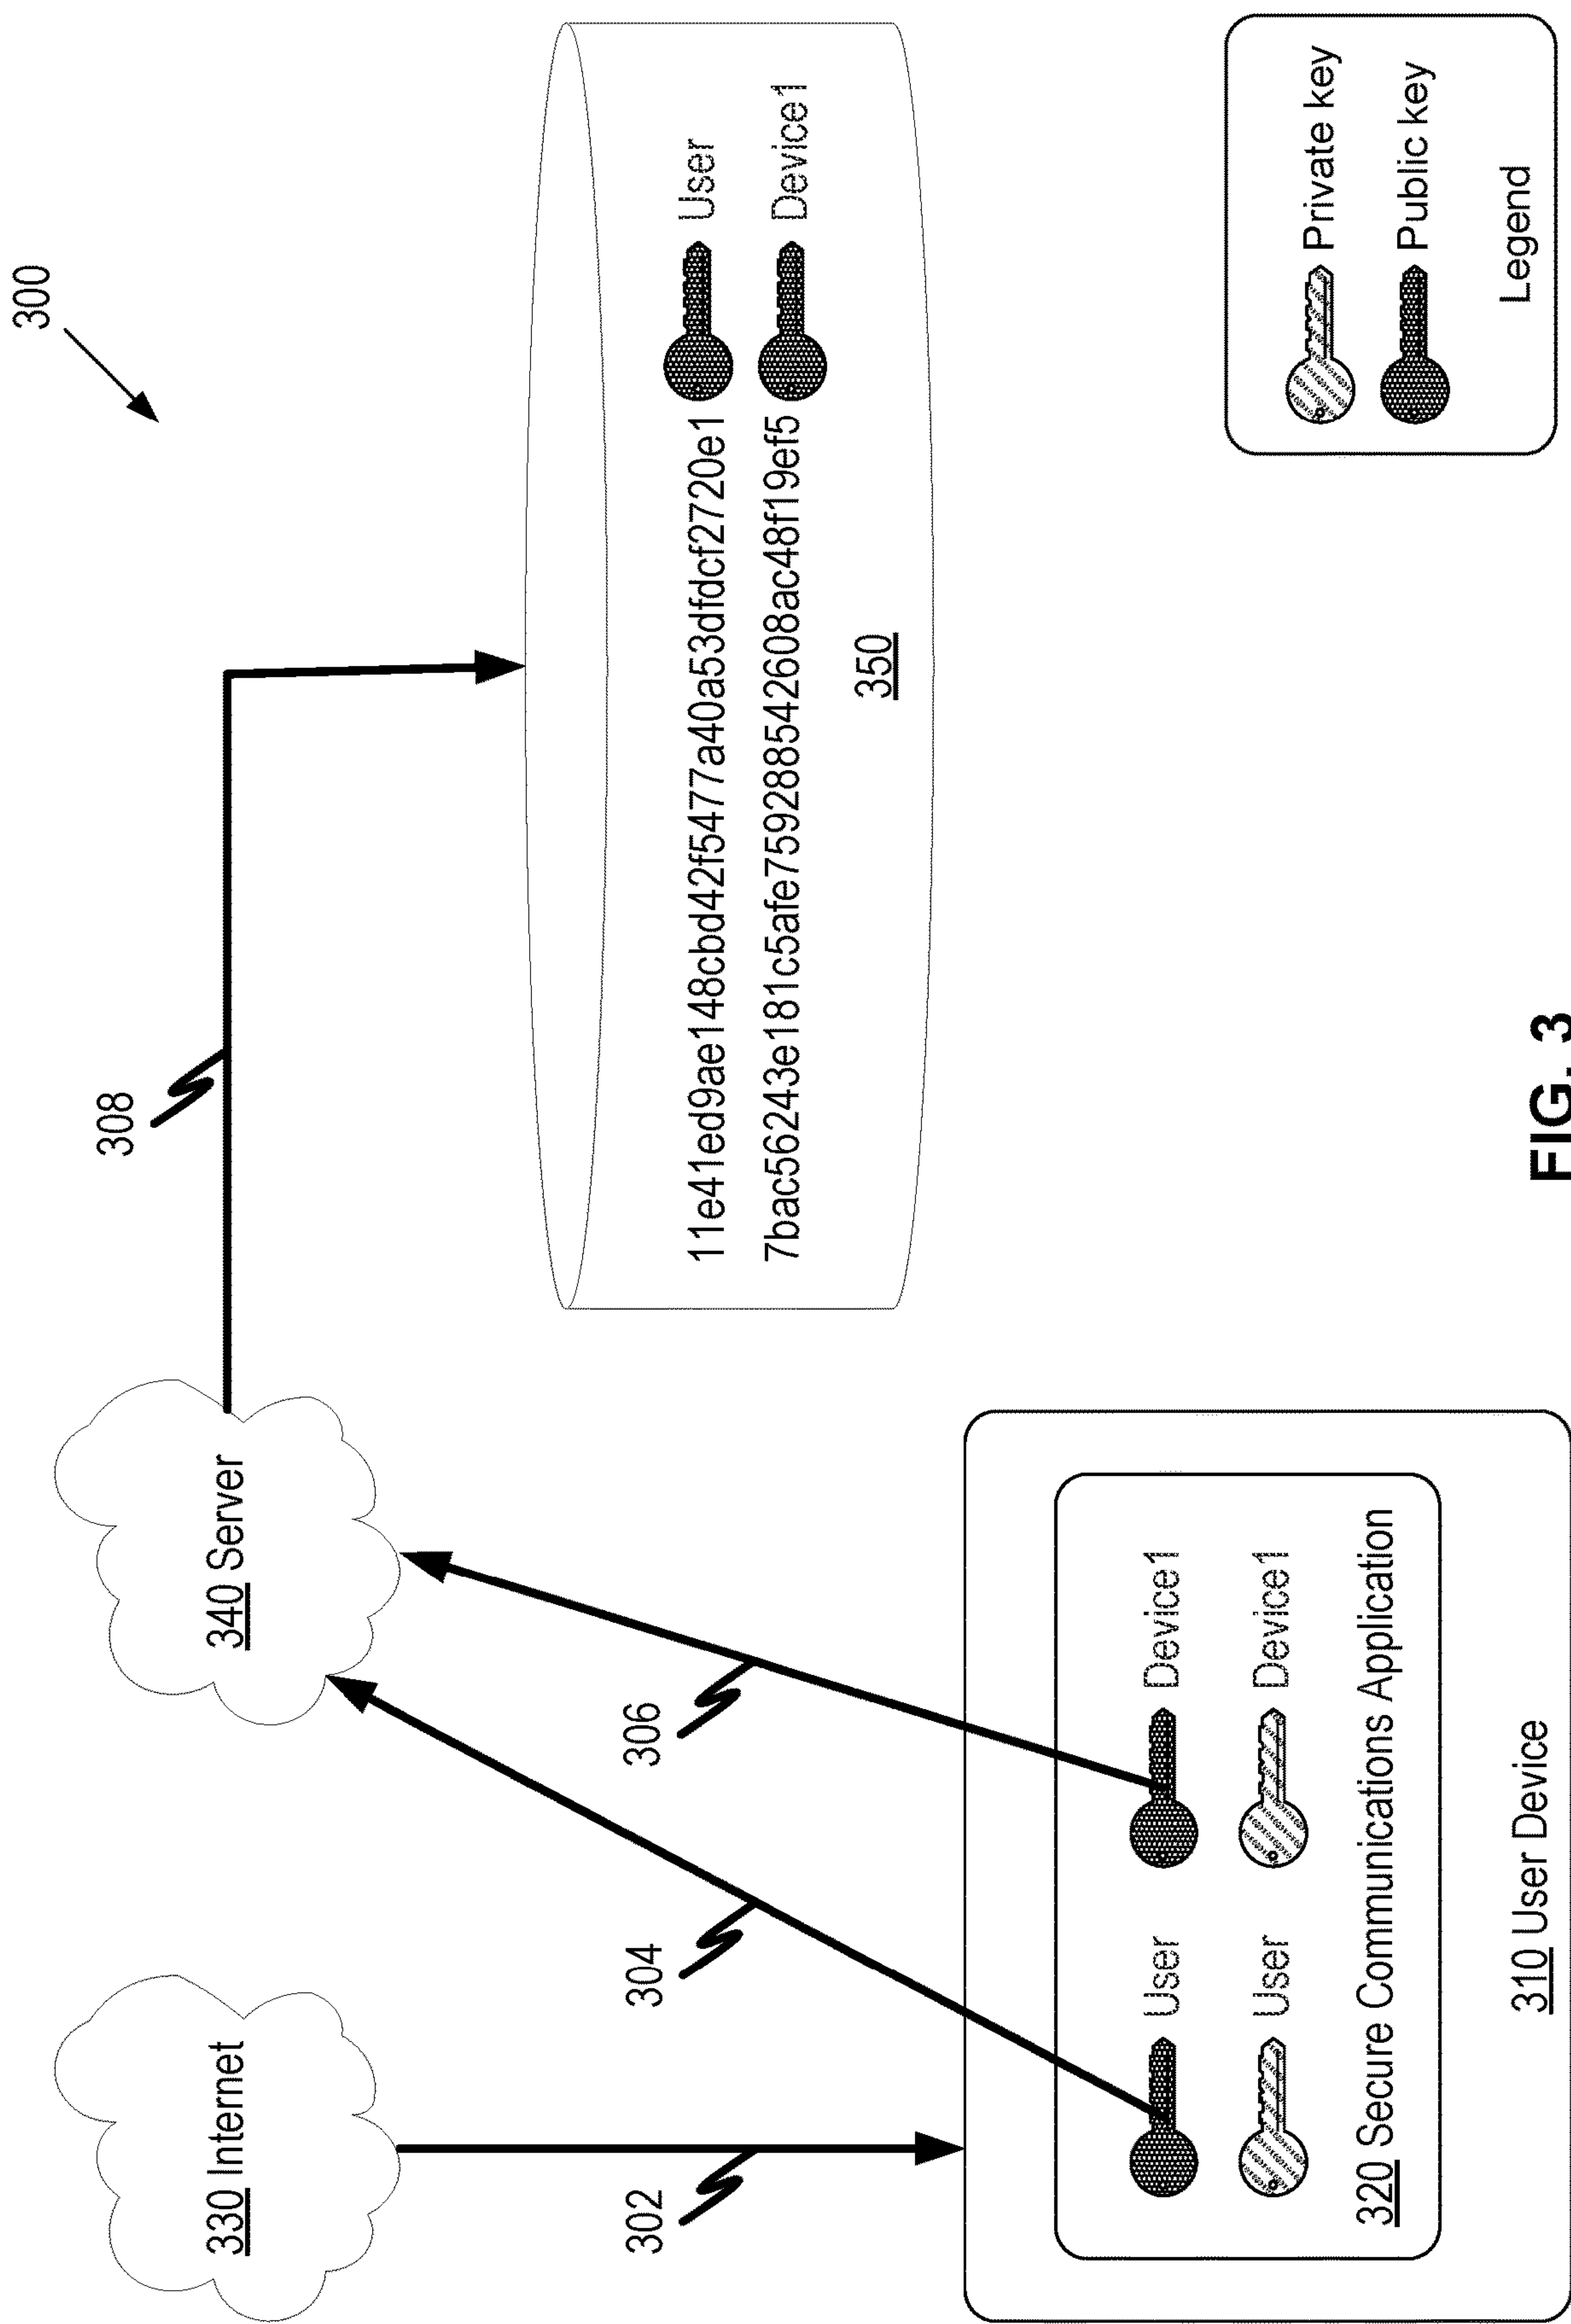 300
308
330 Internet
340 Server
302
304
306
11e41ed9ae148cbd42f5477a40a53dfdcf2720e1 User
7bac56243e181c5afe759288542608ac48f19ef5 Device1
350
User Device1
User Device1
320 Secure Communications Application
310 User Device
Private key
Public key
Legend
FIG. 3